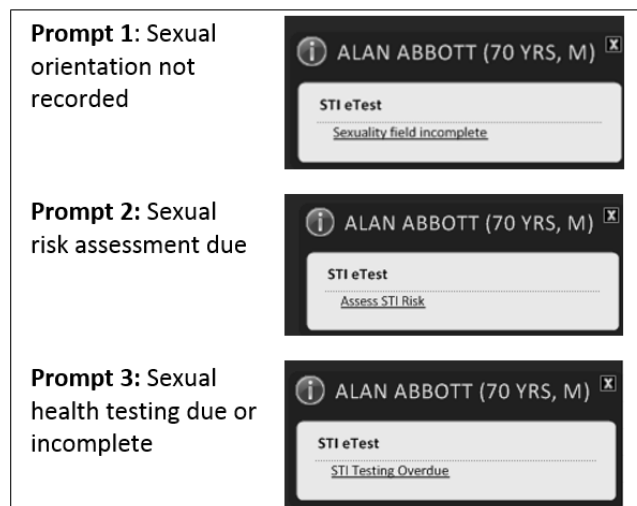 Prompt 1: Sexual
orientation not
recorded
ALAN ABBOTT (70 YRS, M)
X
STI eTest
Sexuality field incomplete
Prompt 2: Sexual
risk assessment due
ALAN ABBOTT (70 YRS, M)
X
STI eTest
Assess STI Risk
Prompt 3: Sexual
health testing due or
incomplete
ALAN ABBOTT (70 YRS, M)
X
STI eTest
STI Testing Overdue